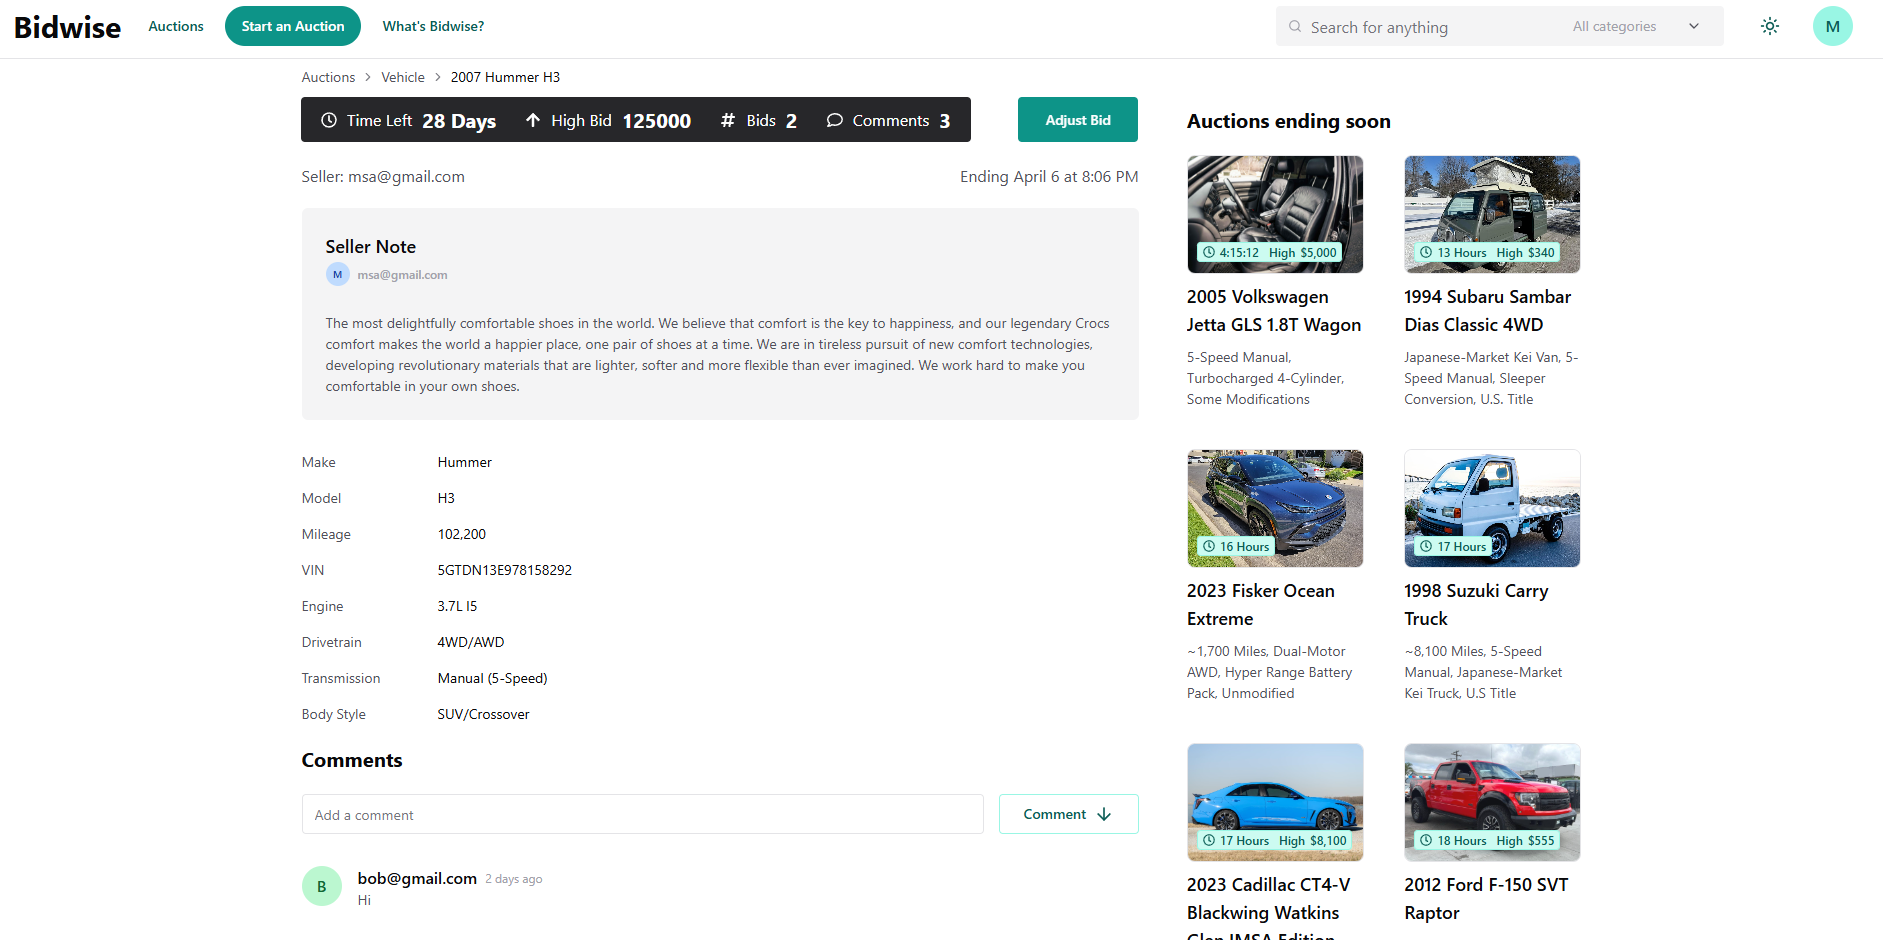 Bidwise
Auctions
Start an Auction
What's Bidwise?
Search for anything
All categories
M
Auctions > Vehicle > 2007 Hummer H3
Time Left 28 Days
High Bid 125000
# Bids 2
Comments 3
Adjust Bid
Seller: msa@gmail.com
Ending April 6 at 8:06 PM
Seller Note
M msa@gmail.com
The most delightfully comfortable shoes in the world. We believe that comfort is the key to happiness, and our legendary Crocs
comfort makes the world a happier place, one pair of shoes at a time. We are in tireless pursuit of new comfort technologies,
developing revolutionary materials that are lighter, softer and more flexible than ever imagined. We work hard to make you
comfortable in your own shoes.
Make Hummer
Model H3
Mileage 102,200
VIN 5GTDN13E978158292
Engine 3.7L I5
Drivetrain 4WD/AWD
Transmission Manual (5-Speed)
Body Style SUV/Crossover
Comments
Add a comment
Comment
B
bob@gmail.com 2 days ago
Hi
Auctions ending soon
4:15:12 High $5,000
2005 Volkswagen
Jetta GLS 1.8T Wagon
5-Speed Manual,
Turbocharged 4-Cylinder,
Some Modifications
13 Hours High $340
1994 Subaru Sambar
Dias Classic 4WD
Japanese-Market Kei Van, 5-
Speed Manual, Sleeper
Conversion, U.S. Title
16 Hours
2023 Fisker Ocean
Extreme
~1,700 Miles, Dual-Motor
AWD, Hyper Range Battery
Pack, Unmodified
17 Hours
1998 Suzuki Carry
Truck
~8,100 Miles, 5-Speed
Manual, Japanese-Market
Kei Truck, U.S Title
17 Hours High $8,100
2023 Cadillac CT4-V
Blackwing Watkins
Glen IMSA Edition
18 Hours High $555
2012 Ford F-150 SVT
Raptor